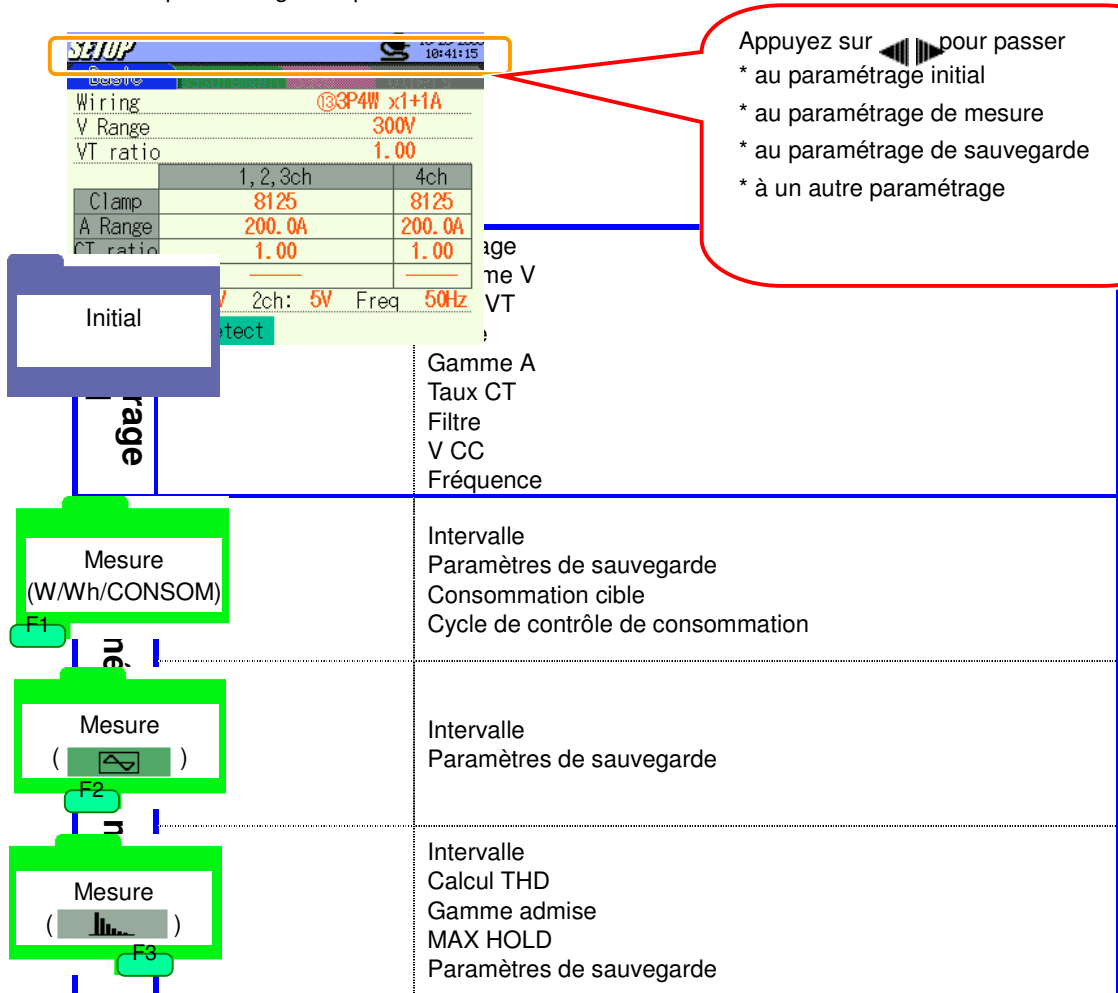 SETUP
10:41:15
Basic
Wiring ⑬3P4W x1+1A
V Range 300V
VT ratio 1.00
1,2,3ch 4ch
Clamp 8125 8125
A Range 200.0A 200.0A
CT ratio 1.00 1.00
2ch: 5V Freq 50Hz
Appuyez sur pour passer
* au paramétrage initial
* au paramétrage de mesure
* au paramétrage de sauvegarde
* à un autre paramétrage
Initial
VT
Gamme A
Taux CT
Filtre
V CC
Fréquence
Mesure
(W/Wh/CONSOM)
F1
Intervalle
Paramètres de sauvegarde
Consommation cible
Cycle de contrôle de consommation
Mesure
( )
F2
Intervalle
Paramètres de sauvegarde
Mesure
( )
F3
Intervalle
Calcul THD
Gamme admise
MAX HOLD
Paramètres de sauvegarde